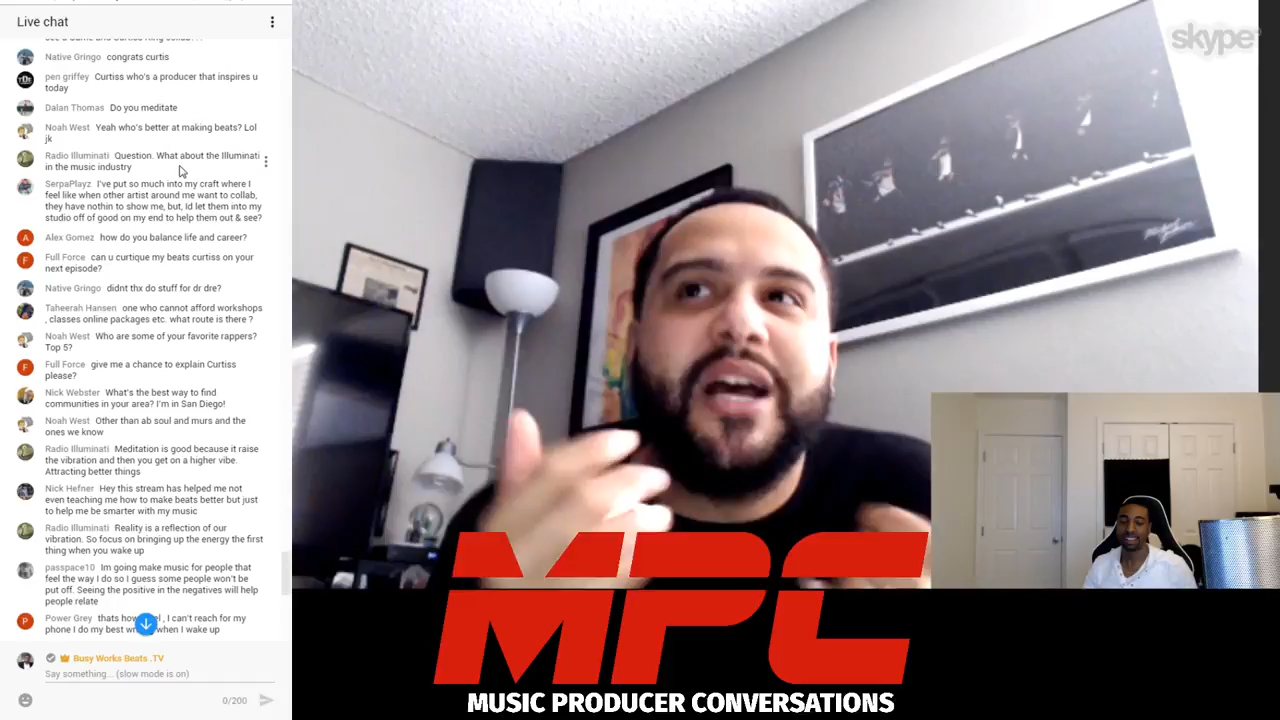 Live chat
Native Gringo congrats curtis
pen griffey Curtiss who's a producer that inspires u
today
Dalan Thomas Do you meditate
Noah West Yeah who's better at making beats? Lol
jk
Radio Illuminati Question. What about the Illuminati
in the music industry
SerpaPlayz I've put so much into my craft where I
feel like when other artist around me want to collab,
they have nothin to show me, but, Id let them into my
studio off of good on my end to help them out & see?
Alex Gomez how do you balance life and career?
Full Force can u curtique my beats curtiss on your
next episode?
Native Gringo didnt thx do stuff for dr dre?
Taheerah Hansen one who cannot afford workshops
, classes online packages etc. what route is there ?
Noah West Who are some of your favorite rappers?
Top 5?
Full Force give me a chance to explain Curtiss
please?
Nick Webster What's the best way to find
communities in your area? I'm in San Diego!
Noah West Other than ab soul and murs and the
ones we know
Radio Illuminati Meditation is good because it raise
the vibration and then you get on a higher vibe.
Attracting better things
Nick Hefner Hey this stream has helped me not
even teaching me how to make beats better but just
to help me be smarter with my music
Radio Illuminati Reality is a reflection of our
vibration. So focus on bringing up the energy the first
thing when you wake up
passpace10 Im going make music for people that
feel the way I do so I guess some people won't be
put off. Seeing the positive in the negatives will help
people relate
Power Grey thats how , I can't reach for my
phone I do my best when I wake up
Busy Works Beats .TV
Say something... (slow mode is on)
0/200
skype
MPC
MUSIC PRODUCER CONVERSATIONS